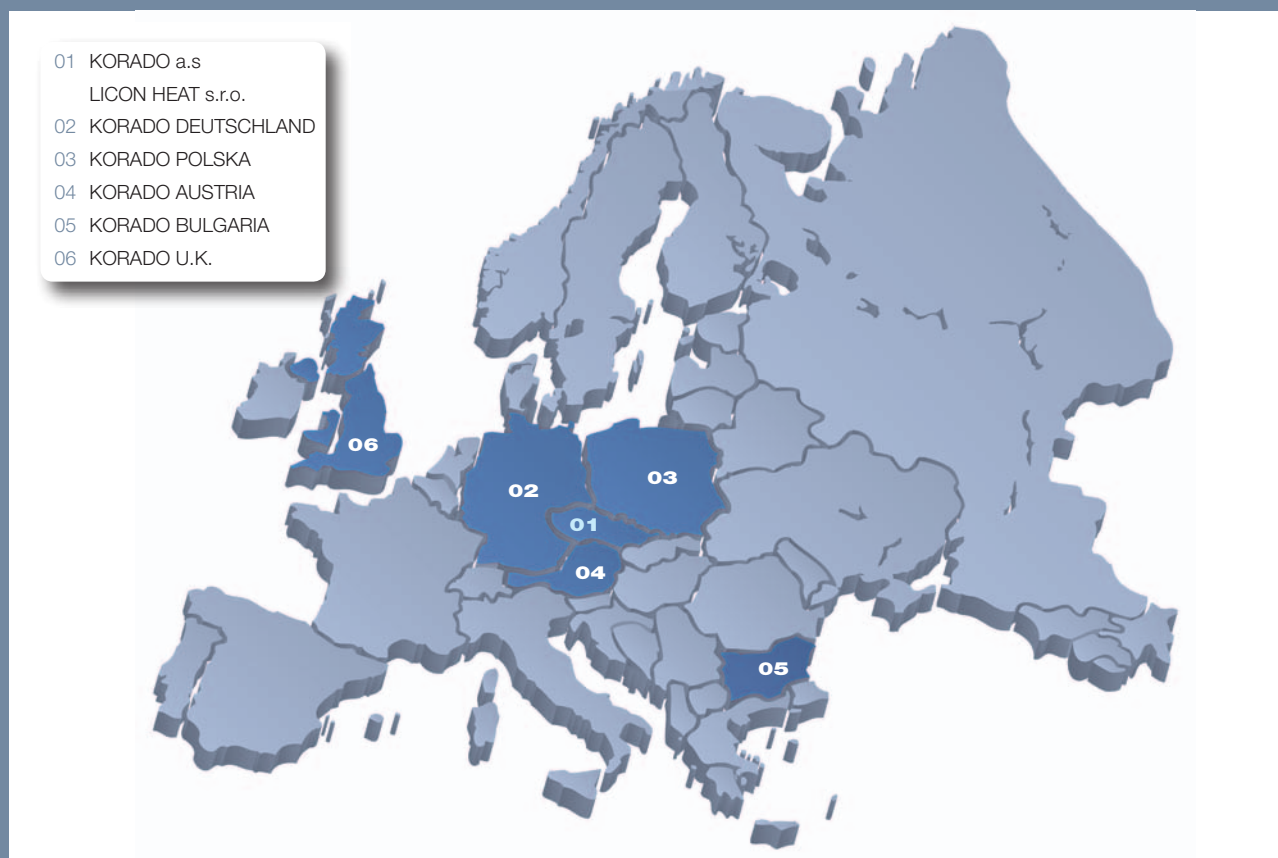 01 KORADO a.s
LICON HEAT s.r.o.
02 KORADO DEUTSCHLAND
03 KORADO POLSKA
04 KORADO AUSTRIA
05 KORADO BULGARIA
06 KORADO U.K.
06
02
03
01
04
05